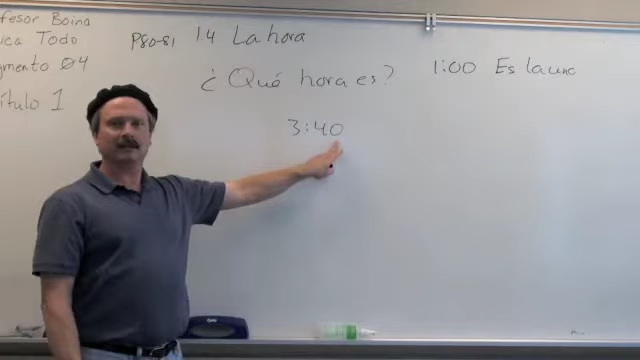 fesor Boina
ica Todo
gmento 04
ítulo 1
P80-81 1.4 La hora
¿Qué hora es?
1:00 Es la una
3:40